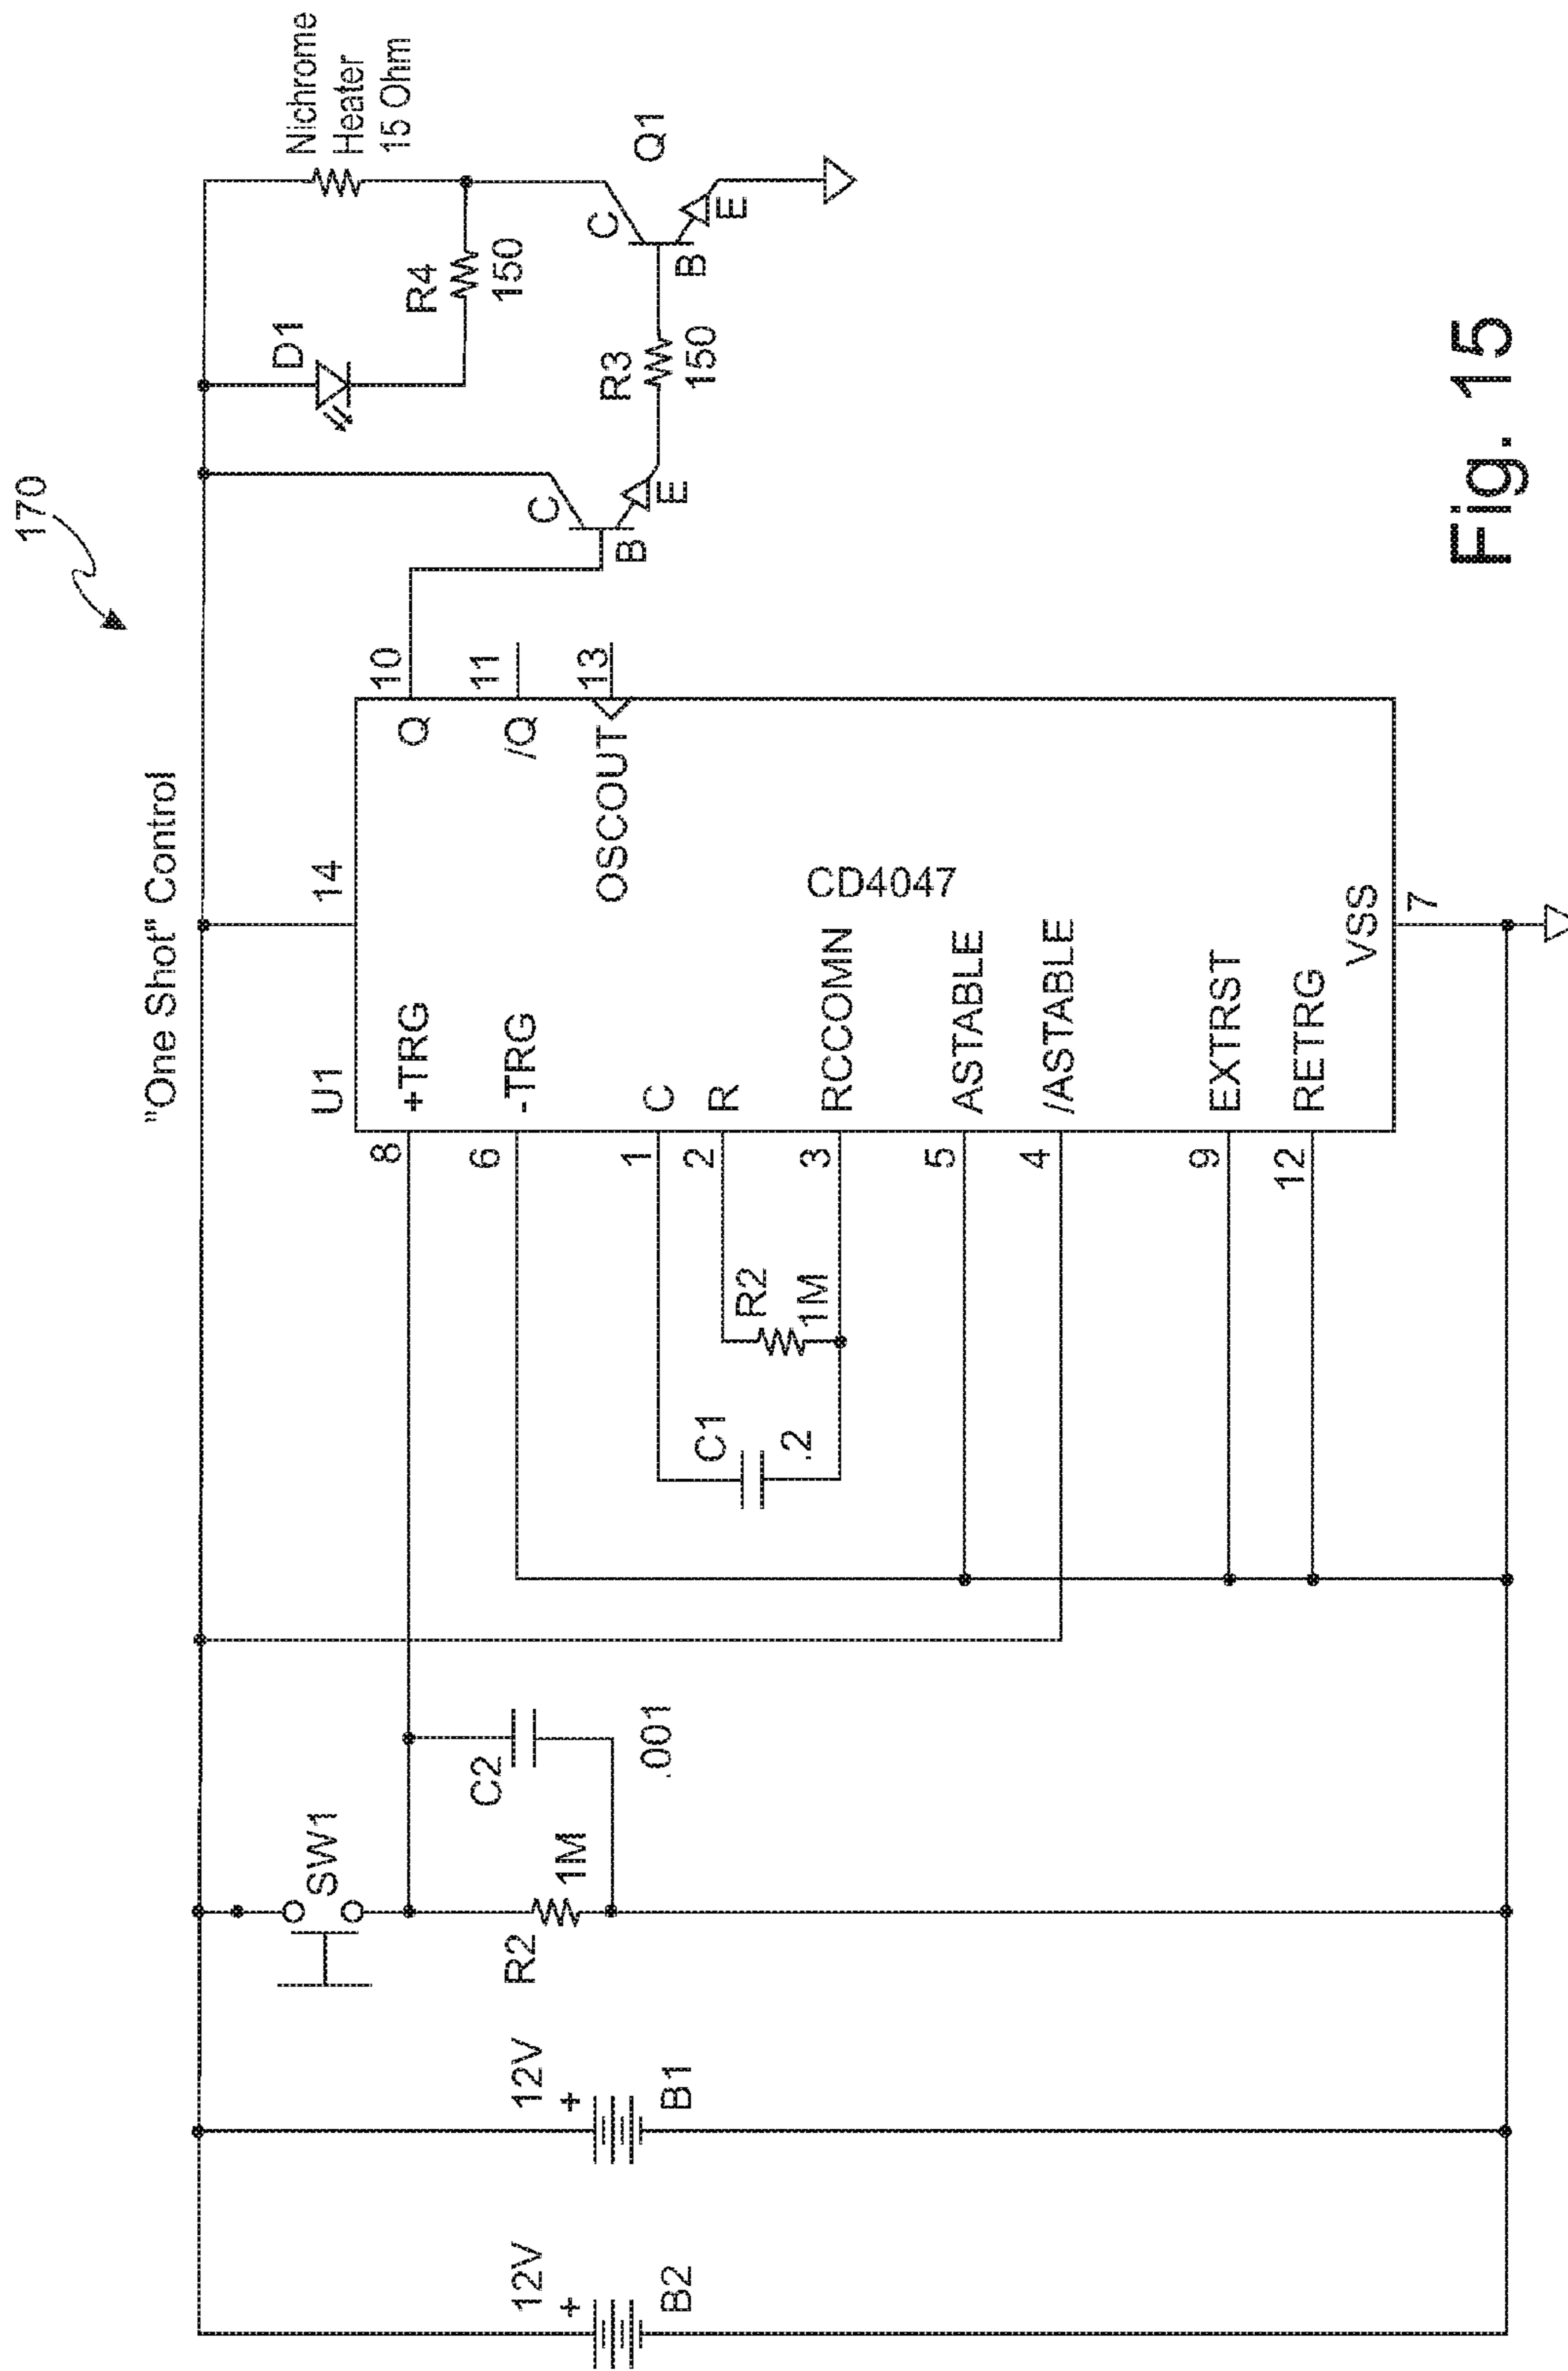 170
"One Shot" Control
12V
+
B2
12V
+
B1
SW1
R2
1M
C2
.001
U1
14
8
+TRG
6
-TRG
1
C
2
R
3
RCCOMN
5
ASTABLE
4
/ASTABLE
9
EXTRST
12
RETRG
C1
.2
R2
1M
CD4047
VSS
7
Q
10
/Q
11
OSCOUT
13
C
B
E
R3
150
D1
R4
150
Nichrome
Heater
15 Ohm
C
B
E
Q1
Fig. 15